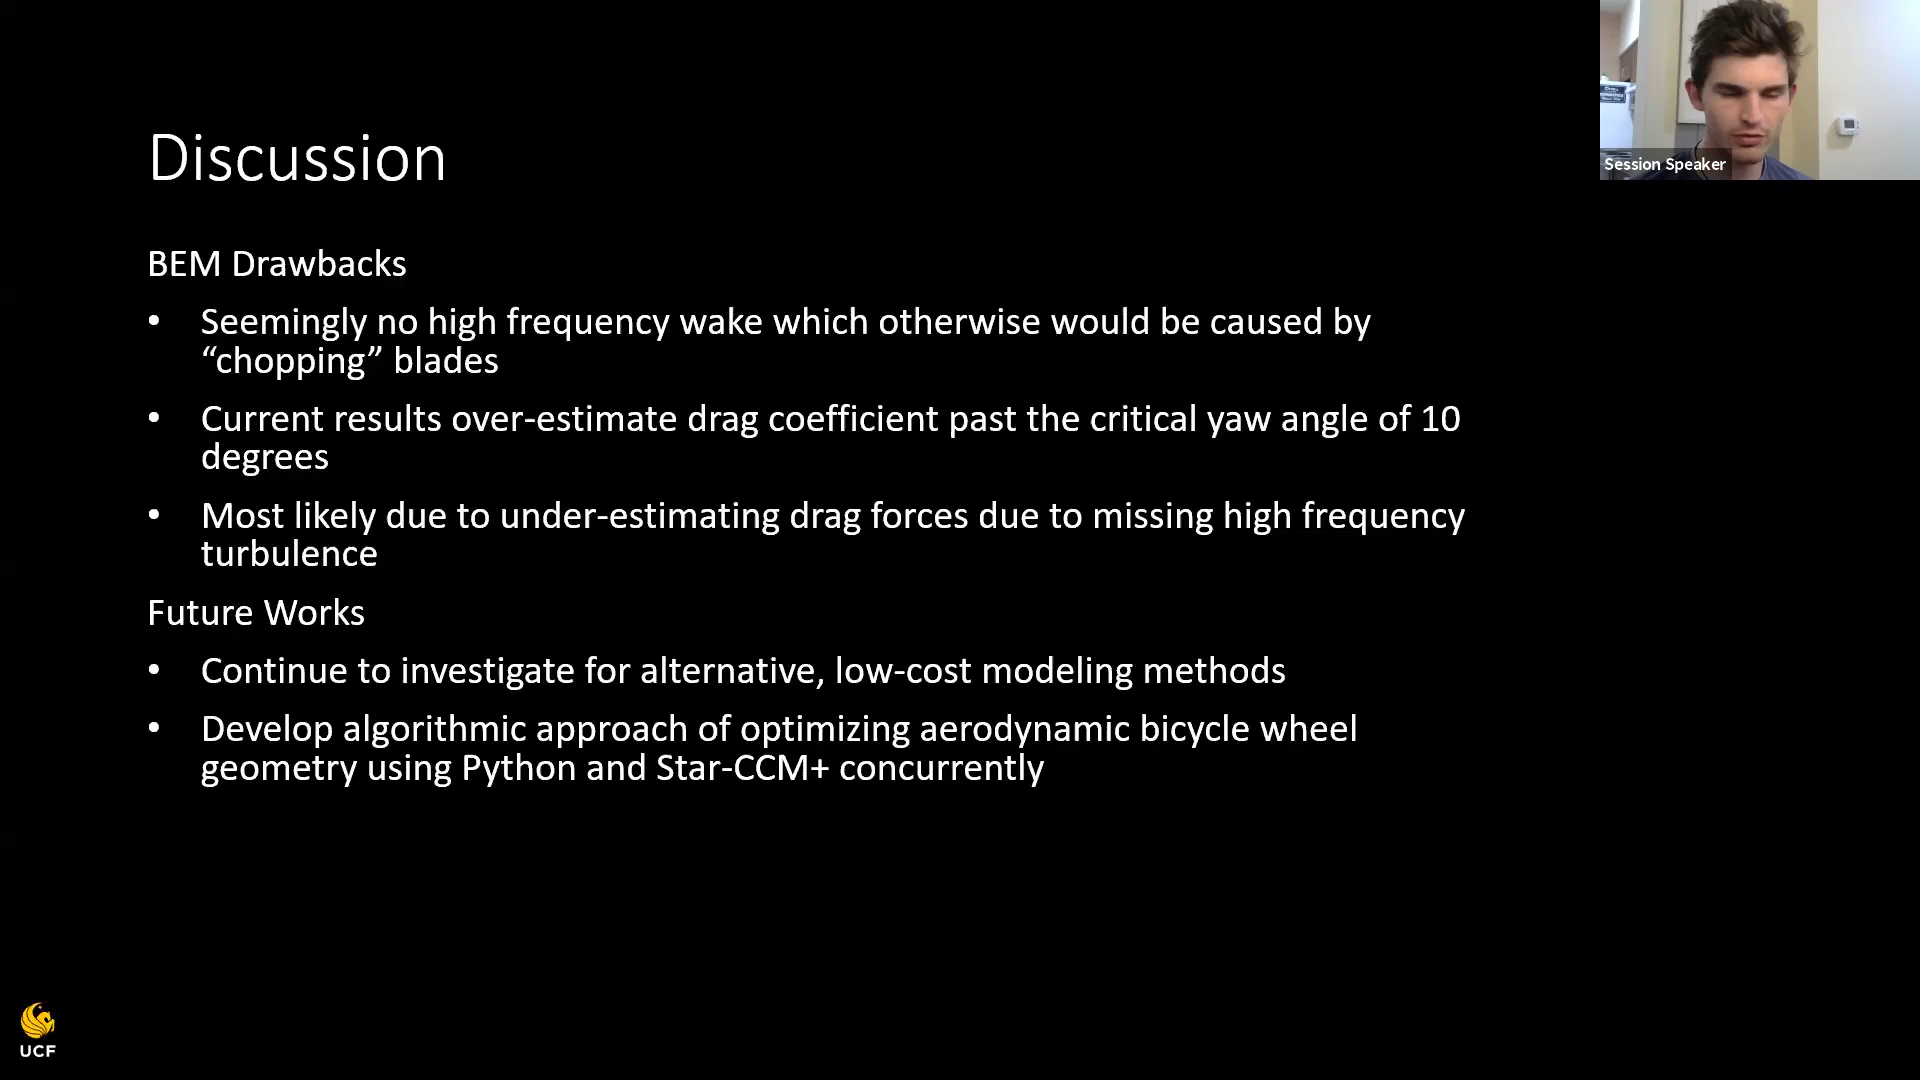 Discussion
BEM Drawbacks
• Seemingly no high frequency wake which otherwise would be caused by
“chopping” blades
• Current results over-estimate drag coefficient past the critical yaw angle of 10
degrees
• Most likely due to under-estimating drag forces due to missing high frequency
turbulence
Future Works
• Continue to investigate for alternative, low-cost modeling methods
• Develop algorithmic approach of optimizing aerodynamic bicycle wheel
geometry using Python and Star-CCM+ concurrently
Session Speaker
UCF